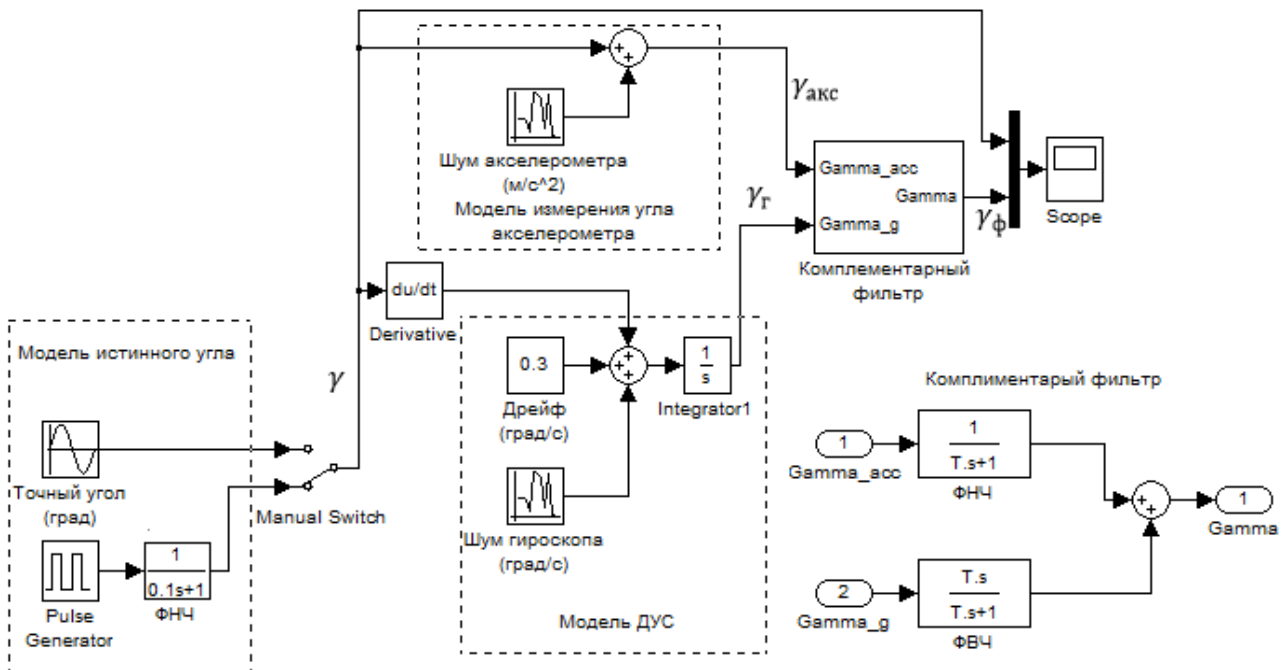 γакс
Шум акселерометра
(м/с^2)
Модель измерения угла
акселерометра
Gamma_acc
Gamma
Gamma_g
γг
γф
Scope
Комплементарный
фильтр
du/dt
Derivative
Модель истинного угла
γ
0.3
Дрейф
(град/с)
1
s
Integrator1
Шум гироскопа
(град/с)
Модель ДУС
Точный угол
(град)
Manual Switch
1
0.1s+1
ФНЧ
Pulse
Generator
Комплиментарый фильтр
1
Gamma_acc
1
T.s+1
ФНЧ
1
Gamma
2
Gamma_g
T.s
T.s+1
ФВЧ